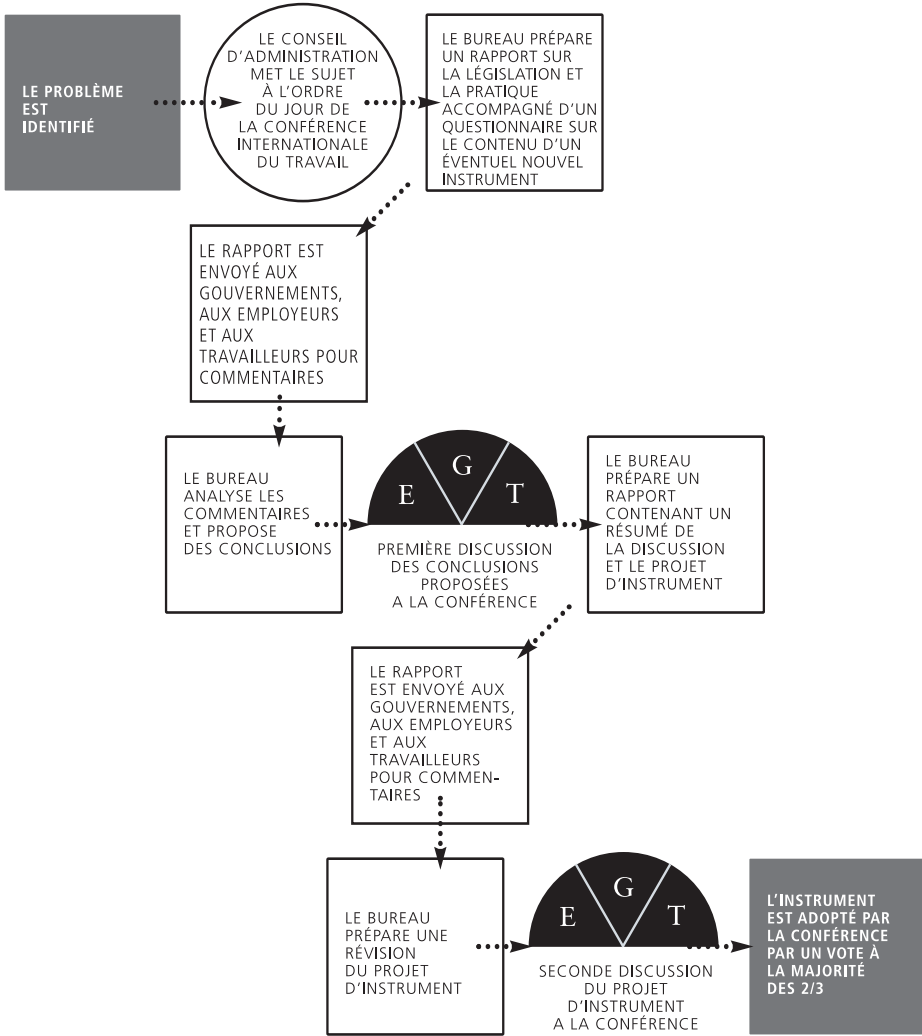 LE PROBLÈME
EST
IDENTIFIÉ
LE CONSEIL
D'ADMINISTRATION
MET LE SUJET
À L'ORDRE
DU JOUR DE
LA CONFÉRENCE
INTERNATIONALE
DU TRAVAIL
LE BUREAU PRÉPARE
UN RAPPORT SUR
LA LÉGISLATION ET
LA PRATIQUE
ACCOMPAGNÉ D'UN
QUESTIONNAIRE SUR
LE CONTENU D'UN
ÉVENTUEL NOUVEL
INSTRUMENT
LE RAPPORT EST
ENVOYÉ AUX
GOUVERNEMENTS,
AUX EMPLOYEURS
ET AUX
TRAVAILLEURS POUR
COMMENTAIRES
LE BUREAU
ANALYSE LES
COMMENTAIRES
ET PROPOSE
DES CONCLUSIONS
E G T
PREMIÈRE DISCUSSION
DES CONCLUSIONS
PROPOSÉES
A LA CONFÉRENCE
LE BUREAU
PRÉPARE UN
RAPPORT
CONTENANT UN
RÉSUMÉ DE
LA DISCUSSION
ET LE PROJET
D'INSTRUMENT
LE RAPPORT
EST ENVOYÉ AUX
GOUVERNEMENTS,
AUX EMPLOYEURS
ET AUX
TRAVAILLEURS
POUR COMMEN-
TAIRES
LE BUREAU
PRÉPARE UNE
RÉVISION
DU PROJET
D'INSTRUMENT
E G T
SECONDE DISCUSSION
DU PROJET
D'INSTRUMENT
A LA CONFÉRENCE
L'INSTRUMENT
EST ADOPTÉ PAR
LA CONFÉRENCE
PAR UN VOTE À
LA MAJORITÉ
DES 2/3